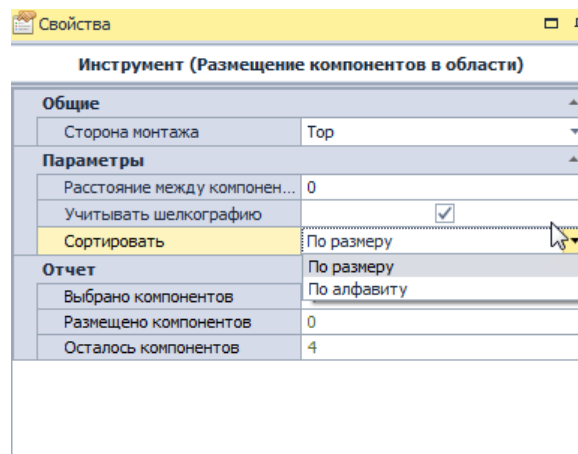 Свойства
Инструмент (Размещение компонентов в области)
Общие
Сторона монтажа Top
Параметры
Расстояние между компонен... 0
Учитывать шелкографию
Сортировать По размеру
По размеру
По алфавиту
Отчет
Выбрано компонентов
Размещено компонентов 0
Осталось компонентов 4